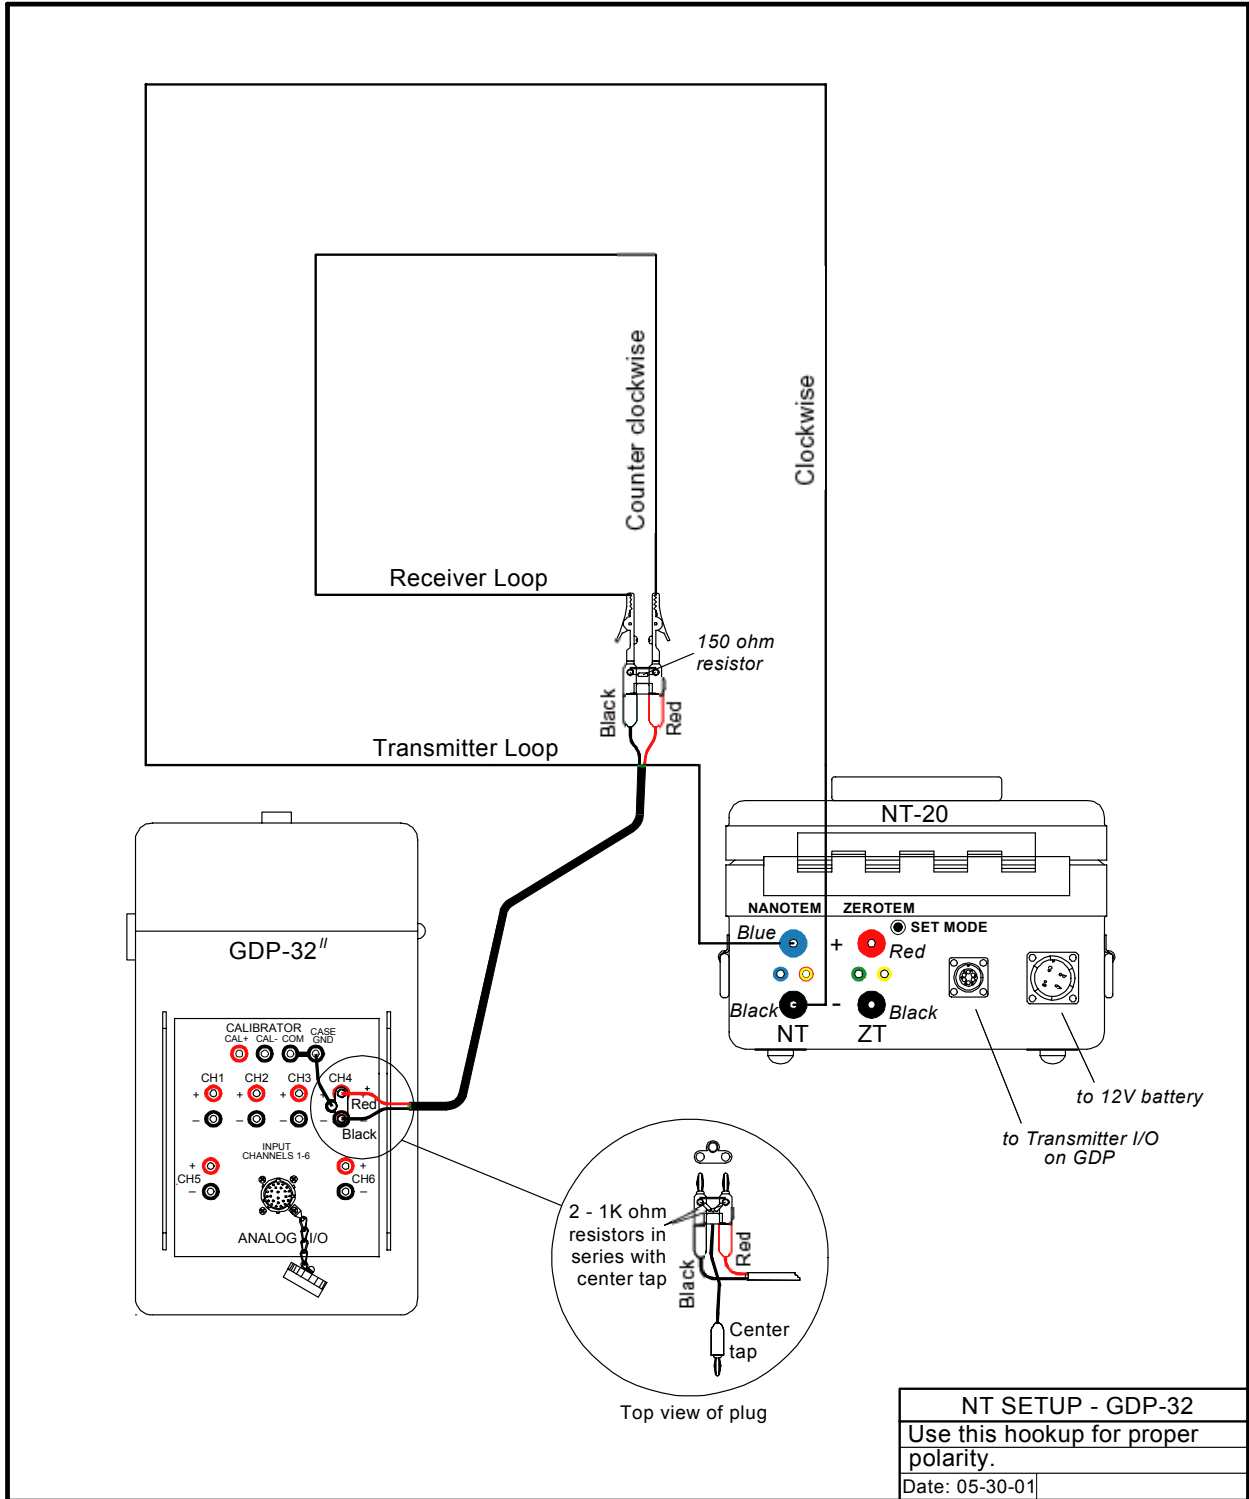 Counter clockwise
Clockwise
Receiver Loop
150 ohm
resistor
Black
Red
Transmitter Loop
NT-20
NANOTEM
ZEROTEM
Blue
+
SET MODE
Red
Black
-
Black
NT
ZT
to 12V battery
to Transmitter I/O
on GDP
GDP-32 II
CALIBRATOR
CAL+ CAL- COM CASE
GND
CH1 CH2 CH3 CH4
+ + + + +
Red
– – – – –
Black
INPUT
CHANNELS 1-6
+ +
CH5 CH6
– –
ANALOG I/O
2 - 1K ohm
resistors in
series with
center tap
Black
Red
Center
tap
Top view of plug
NT SETUP - GDP-32
Use this hookup for proper
polarity.
Date: 05-30-01